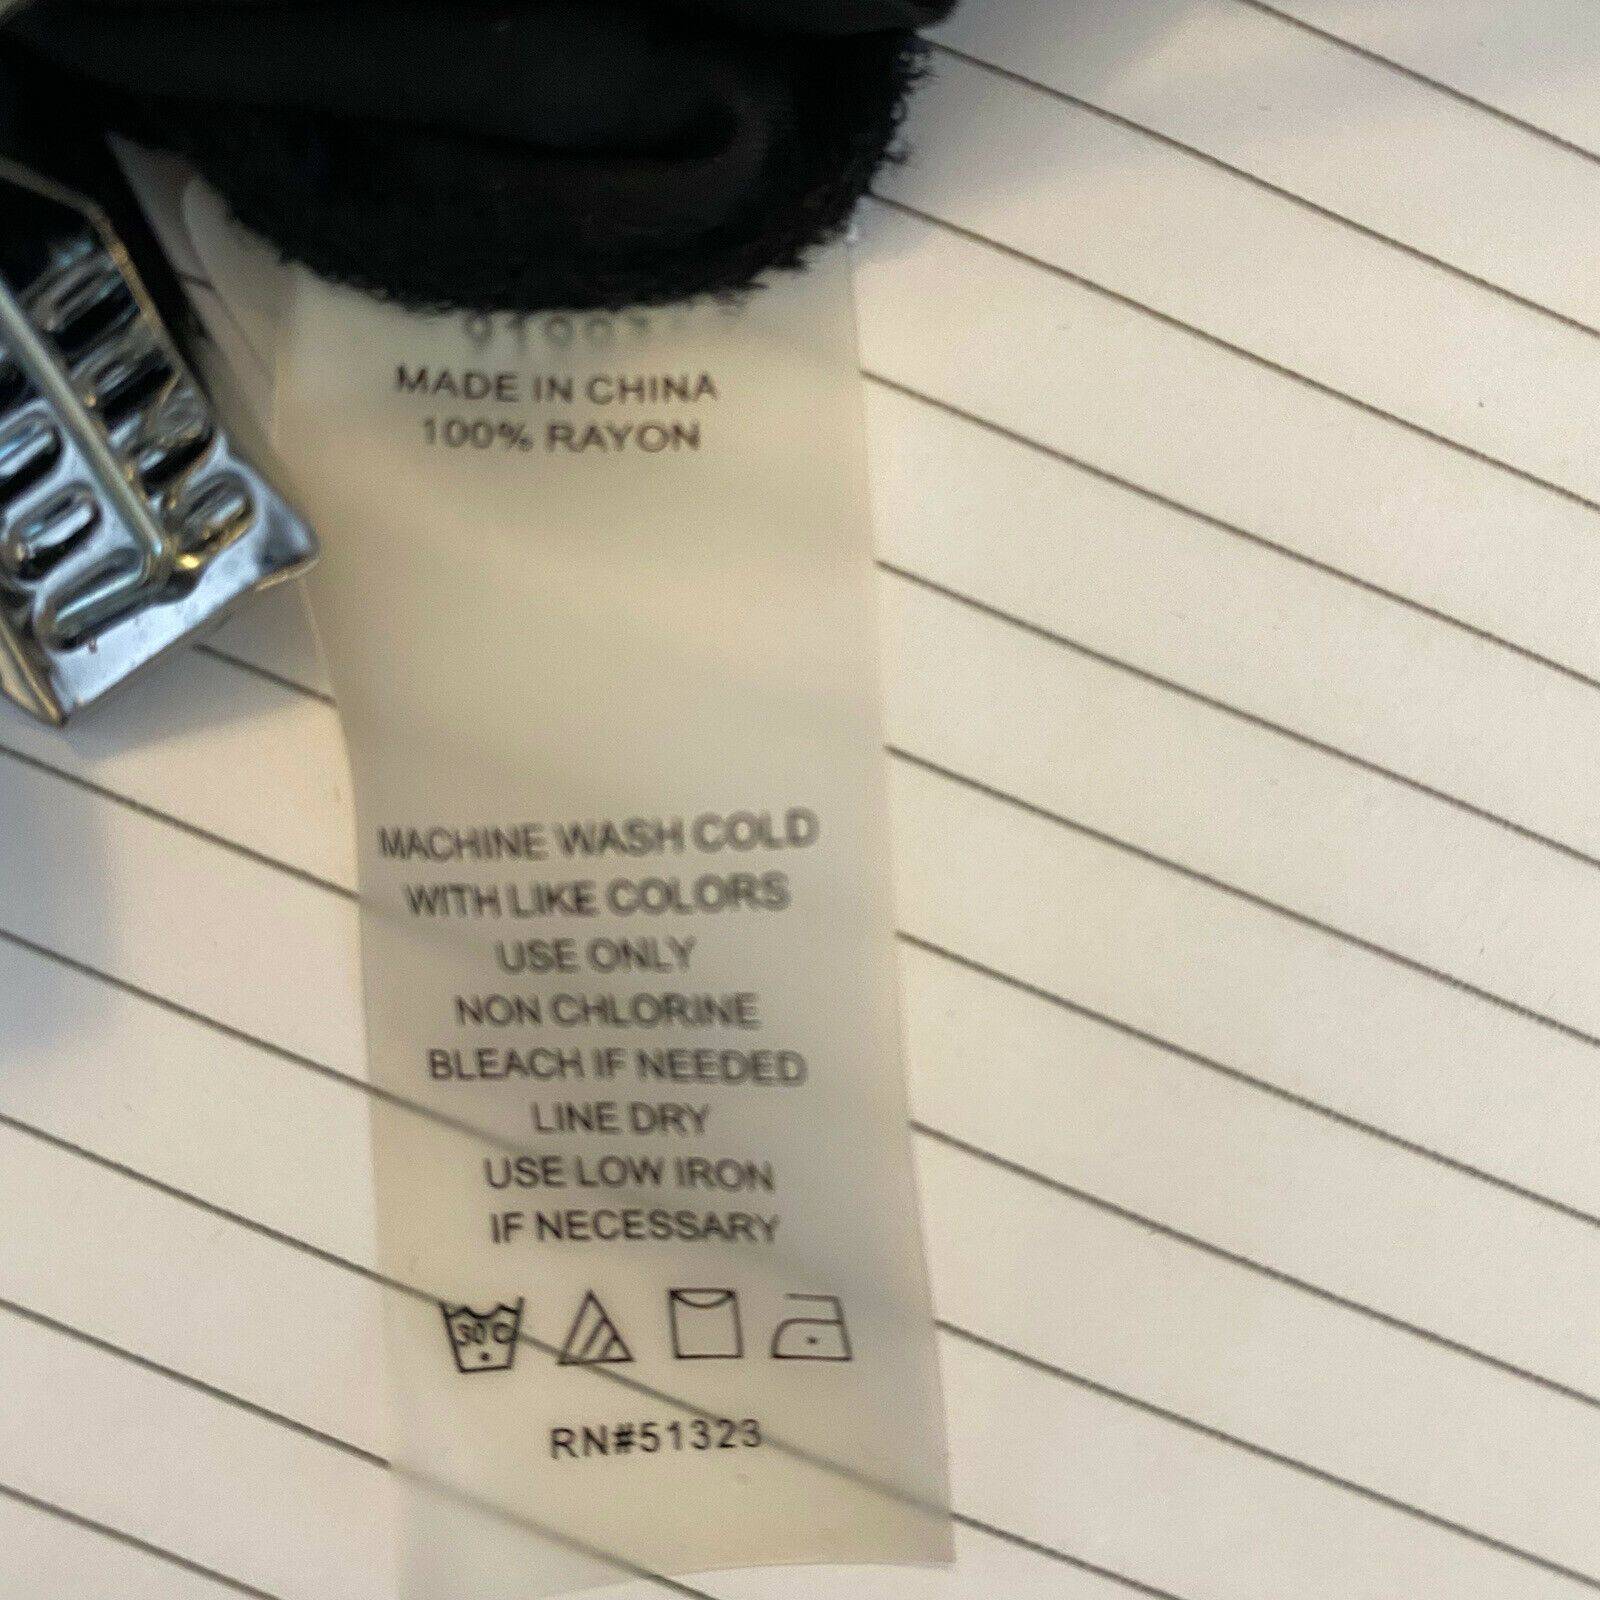 MADE IN CHINA
100% RAYON
MACHINE WASH COLD
WITH LIKE COLORS
USE ONLY
NON CHLORINE
BLEACH IF NEEDED
LINE DRY
USE LOW IRON
IF NECESSARY
30°C
RN#51323